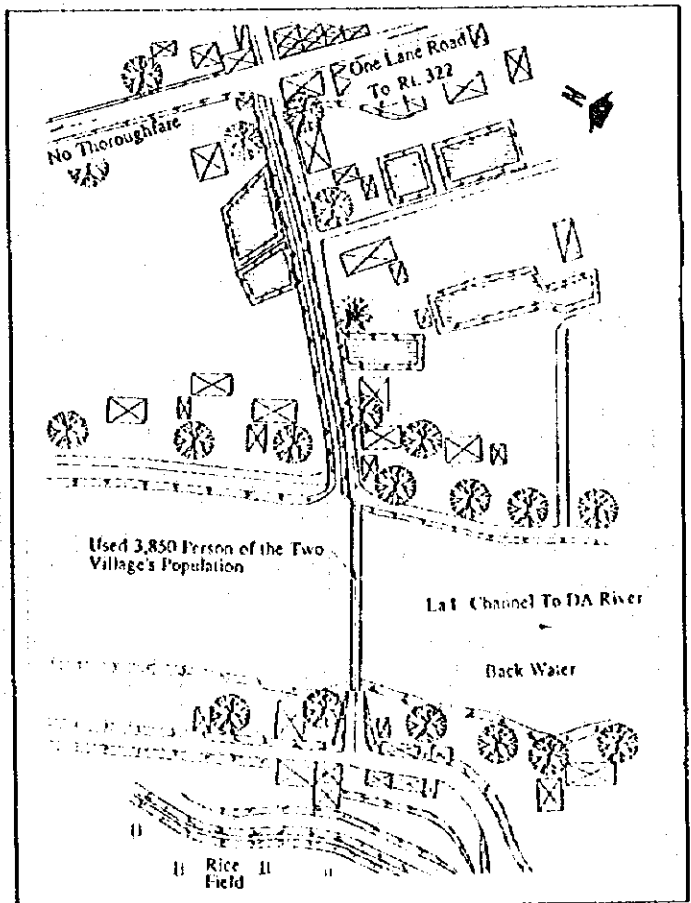 One Lane Road
To Rt. 322
N
No Thoroughfare
Used 3,850 Person of the Two
Village's Population
Channel To DA River
Back Water
Rice
Field